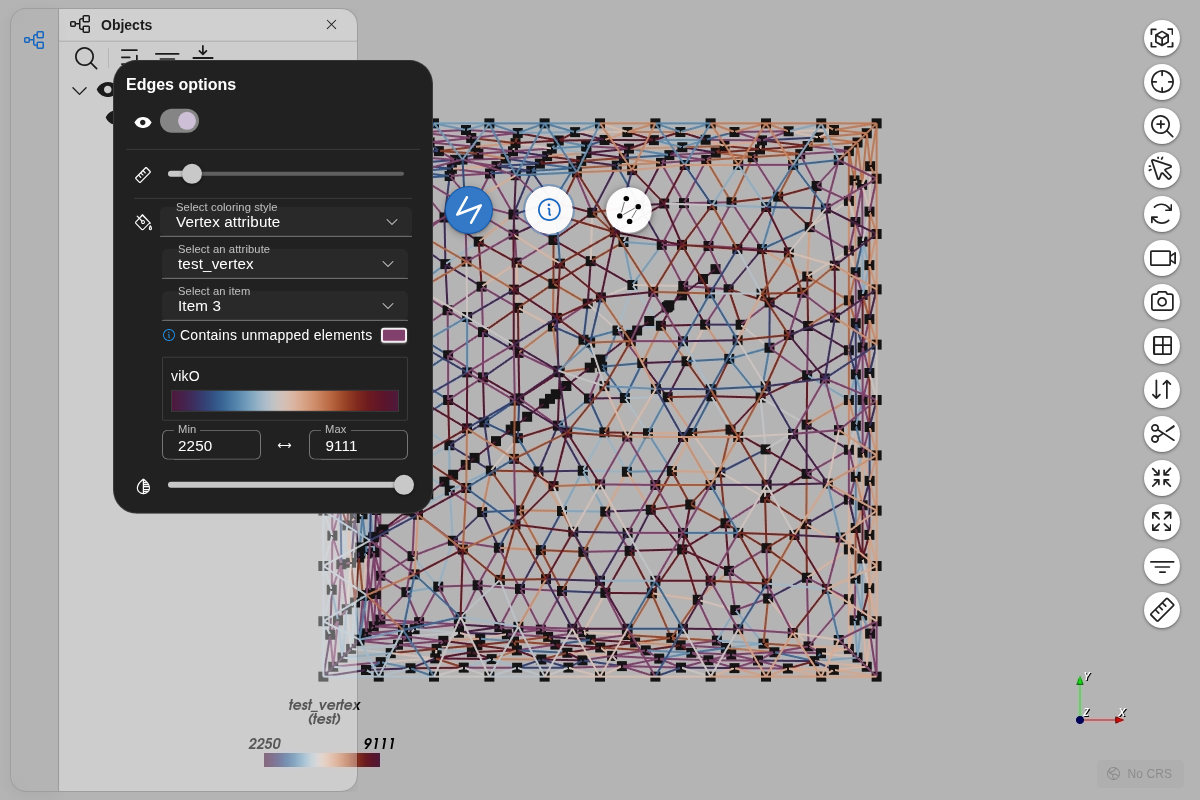 Objects
Edges options
Select coloring style
Vertex attribute
Select an attribute
test_vertex
Select an item
Item 3
Contains unmapped elements
vikO
Min
Max
2250
9111
test_vertex
(test)
2250
9111
Y
Z
X
No CRS